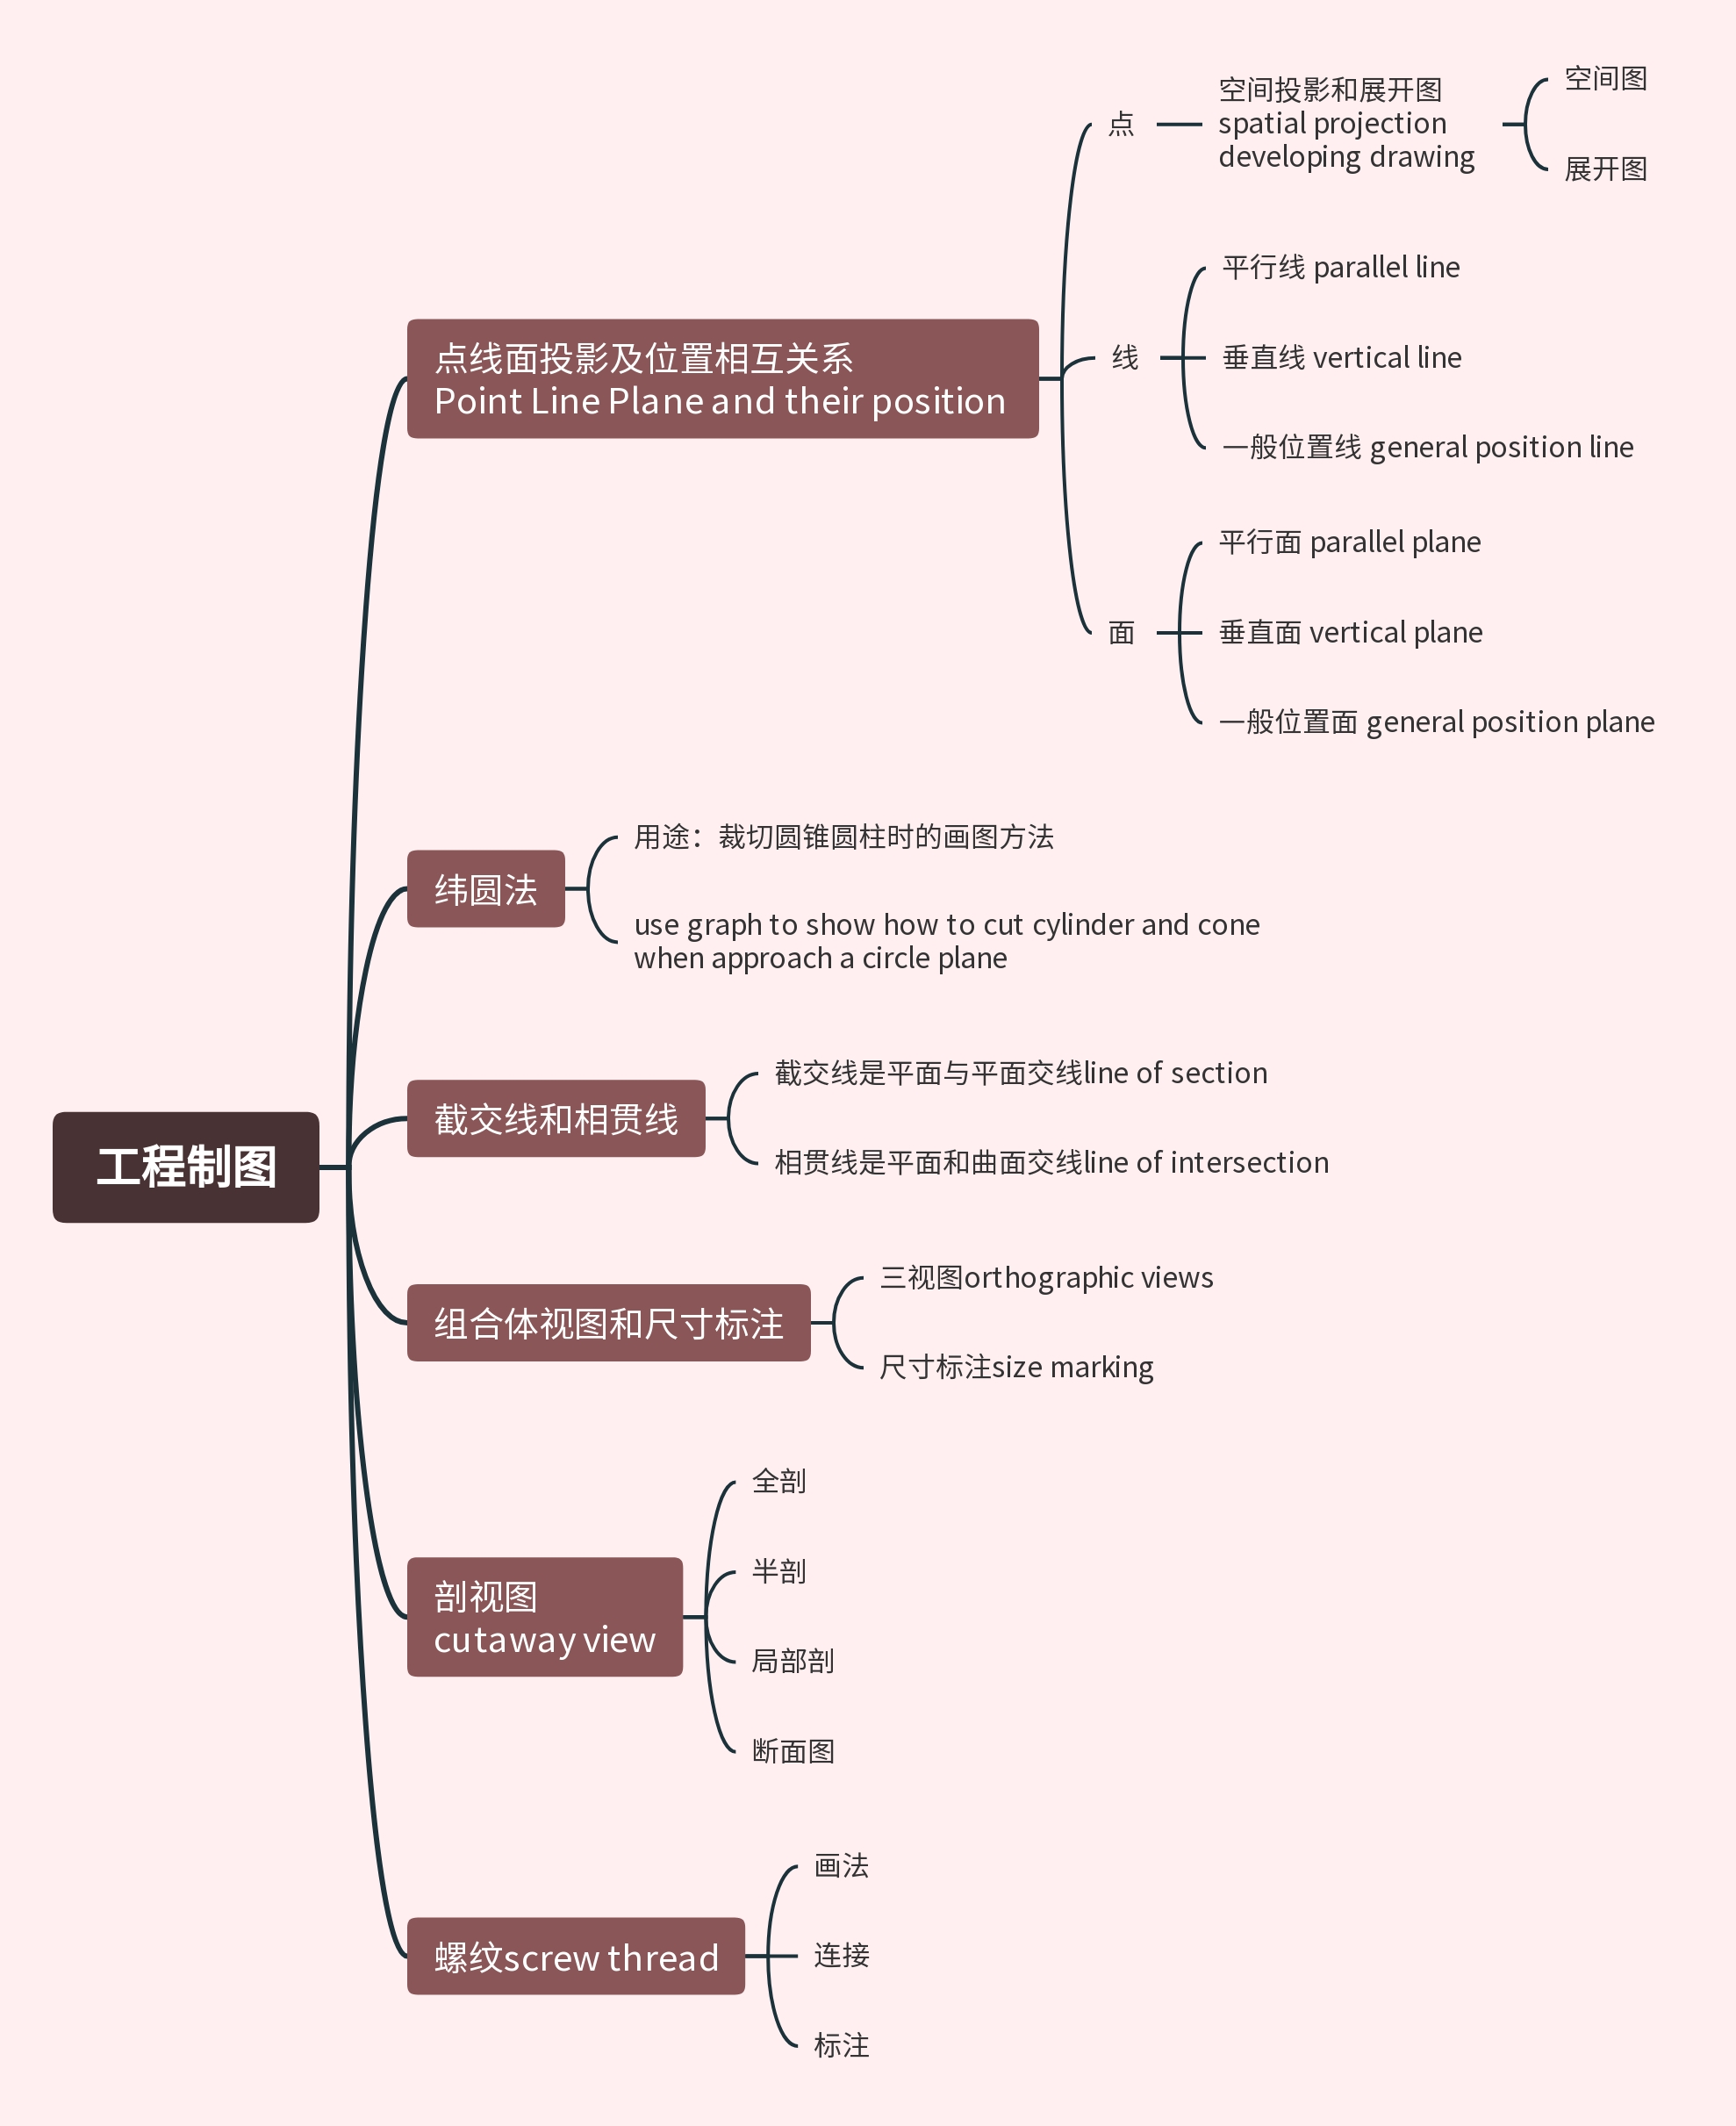 工程制图
点线面投影及位置相互关系
Point Line Plane and their position
点
空间投影和展开图
spatial projection
developing drawing
空间图
展开图
线
平行线 parallel line
垂直线 vertical line
一般位置线 general position line
面
平行面 parallel plane
垂直面 vertical plane
一般位置面 general position plane
纬圆法
用途：裁切圆锥圆柱时的画图方法
use graph to show how to cut cylinder and cone
when approach a circle plane
截交线和相贯线
截交线是平面与平面交线line of section
相贯线是平面和曲面交线line of intersection
组合体视图和尺寸标注
三视图orthographic views
尺寸标注size marking
剖视图
cutaway view
全剖
半剖
局部剖
断面图
螺纹screw thread
画法
连接
标注